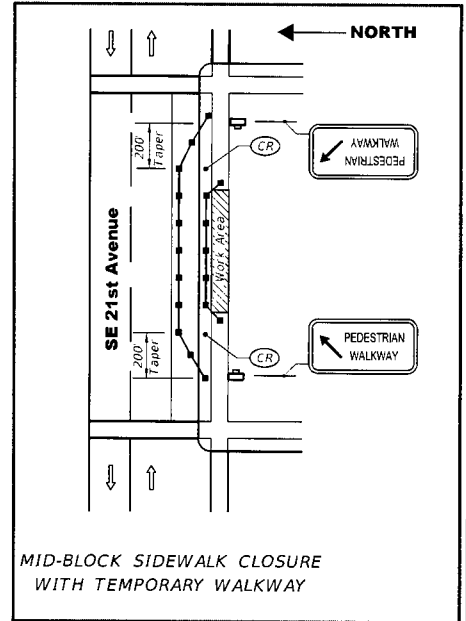 NORTH
200'
Taper
CR
PEDESTRIAN
WALKWAY
SE 21st Avenue
Work Area
200'
Taper
CR
PEDESTRIAN
WALKWAY
MID-BLOCK SIDEWALK CLOSURE
WITH TEMPORARY WALKWAY